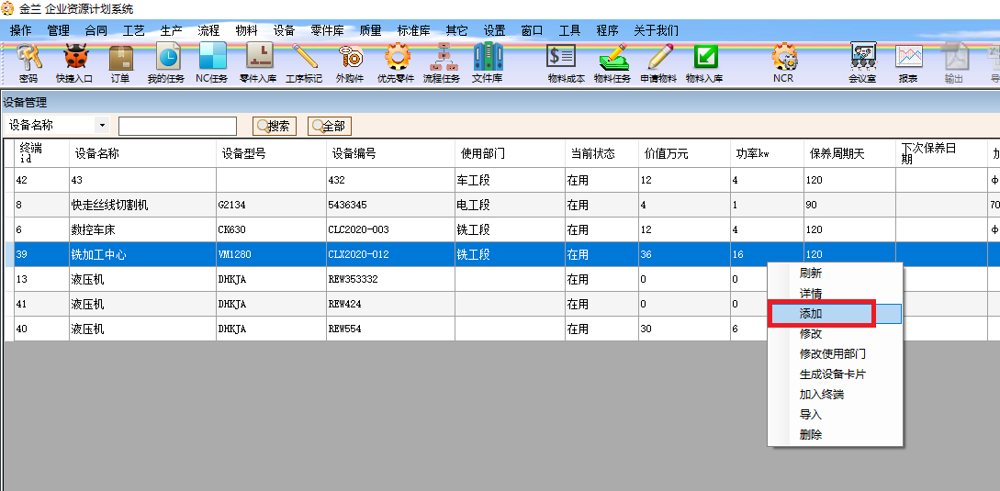 金兰 企业资源计划系统
操作 管理 合同 工艺 生产 流程 物料 设备 零件库 质量 标准库 其它 设置 窗口 工具 程序 关于我们
密码 快捷入口 订单 我的任务 NC任务 零件入库 工序标记 外购件 优先零件 流程任务 文件库 物料成本 物料任务 申请物料 物料入库 NCR 会议室 报表 输出 导
设备管理
设备名称 搜索 全部
终端id 设备名称 设备型号 设备编号 使用部门 当前状态 价值万元 功率kw 保养周期天 下次保养日期 加
42 43 432 车工段 在用 12 4 120 φ
8 快走丝线切割机 G2134 5436345 电工段 在用 4 1 90 70
6 数控车床 CK630 CLC2020-003 铣工段 在用 12 4 120 φ
39 铣加工中心 VM1280 CLX2020-012 铣工段 在用 36 16 120
13 液压机 DHKJA REW353332 在用 0 0
41 液压机 DHKJA REW424 在用 0 0
40 液压机 DHKJA REW554 在用 30 6
刷新
详情
添加
修改
修改使用部门
生成设备卡片
加入终端
导入
删除